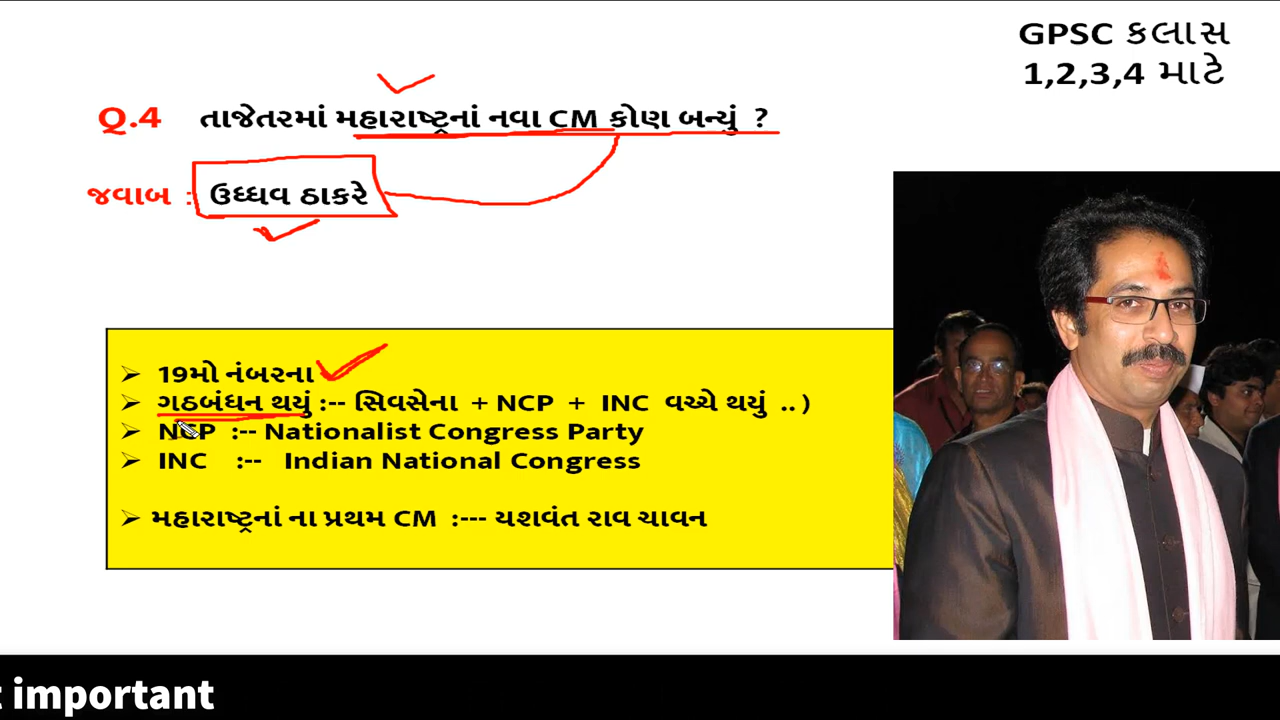 GPSC કલાસ
1,2,3,4 માટે
Q.4 તાજેતરમાં મહારાષ્ટ્રનાં નવા CM કોણ બન્યું ?
જવાબ : ઉધ્ધવ ઠાકરે
➢ 19મો નંબરના
➢ ગઠબંધન થયું :-- સિવસેના + NCP + INC વચ્ચે થયું ..)
➢ NCP :-- Nationalist Congress Party
➢ INC :-- Indian National Congress
➢ મહારાષ્ટ્રનાં ના પ્રથમ CM :--- યશવંત રાવ ચાવન
important